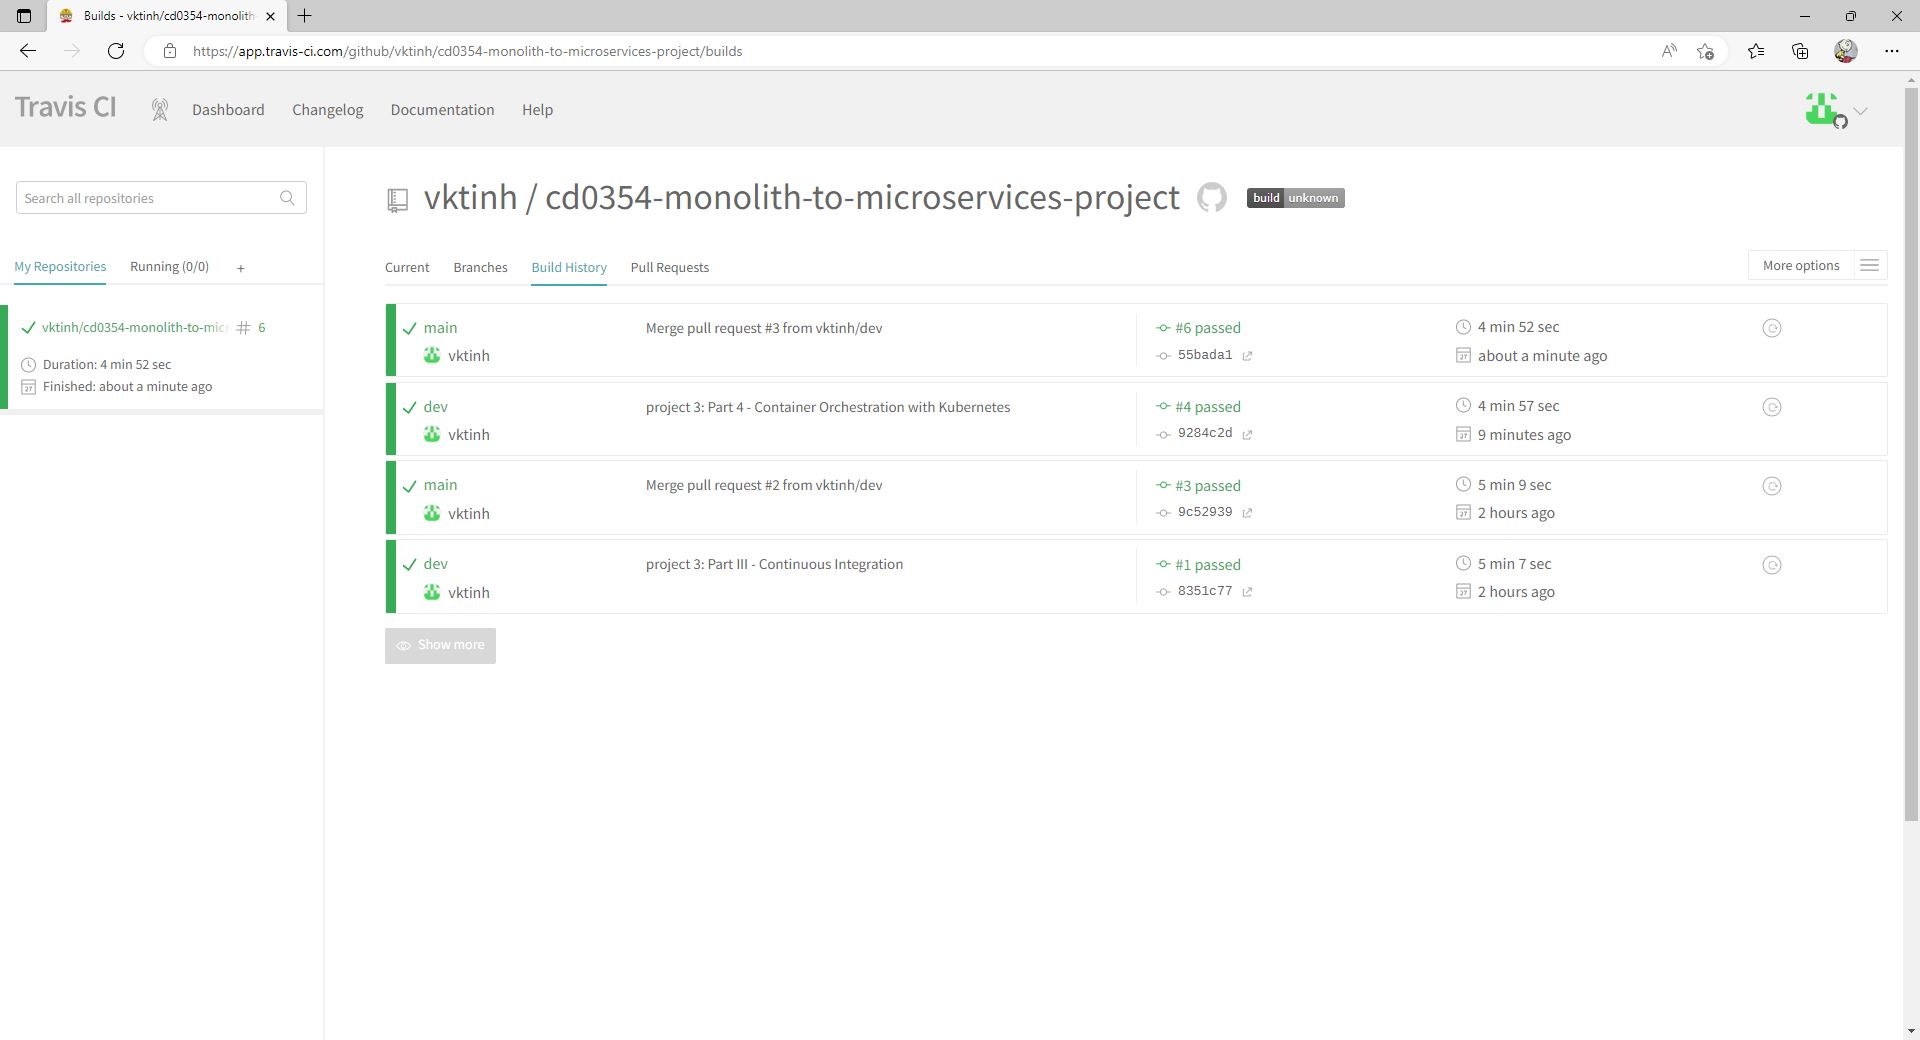 Builds - vktinh/cd0354-monolith-
https://app.travis-ci.com/github/vktinh/cd0354-monolith-to-microservices-project/builds
Travis CI
Dashboard
Changelog
Documentation
Help
Search all repositories
My Repositories
Running (0/0)
+
vktinh/cd0354-monolith-to-micr
# 6
Duration: 4 min 52 sec
Finished: about a minute ago
vktinh / cd0354-monolith-to-microservices-project
build unknown
Current
Branches
Build History
Pull Requests
More options
main
Merge pull request #3 from vktinh/dev
#6 passed
4 min 52 sec
vktinh
55bada1
about a minute ago
dev
project 3: Part 4 - Container Orchestration with Kubernetes
#4 passed
4 min 57 sec
vktinh
9284c2d
9 minutes ago
main
Merge pull request #2 from vktinh/dev
#3 passed
5 min 9 sec
vktinh
9c52939
2 hours ago
dev
project 3: Part III - Continuous Integration
#1 passed
5 min 7 sec
vktinh
8351c77
2 hours ago
Show more